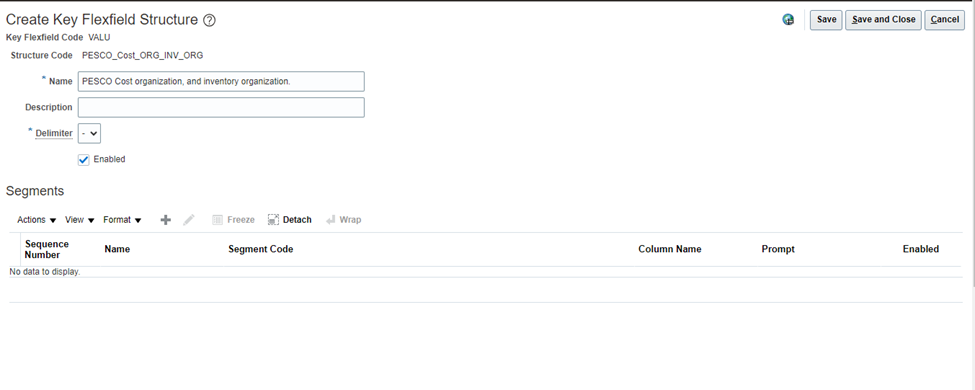 Create Key Flexfield Structure
Save Save and Close Cancel
Key Flexfield Code VALU
Structure Code PESCO_Cost_ORG_INV_ORG
* Name PESCO Cost organization, and inventory organization.
Description
* Delimiter -
Enabled
Segments
Actions View Format Freeze Detach Wrap
Sequence Number Name Segment Code Column Name Prompt Enabled
No data to display.